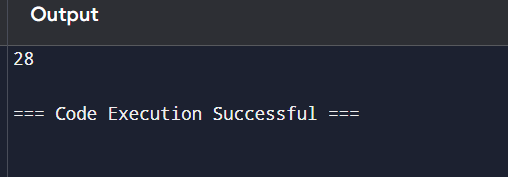 Output
28
=== Code Execution Successful ===